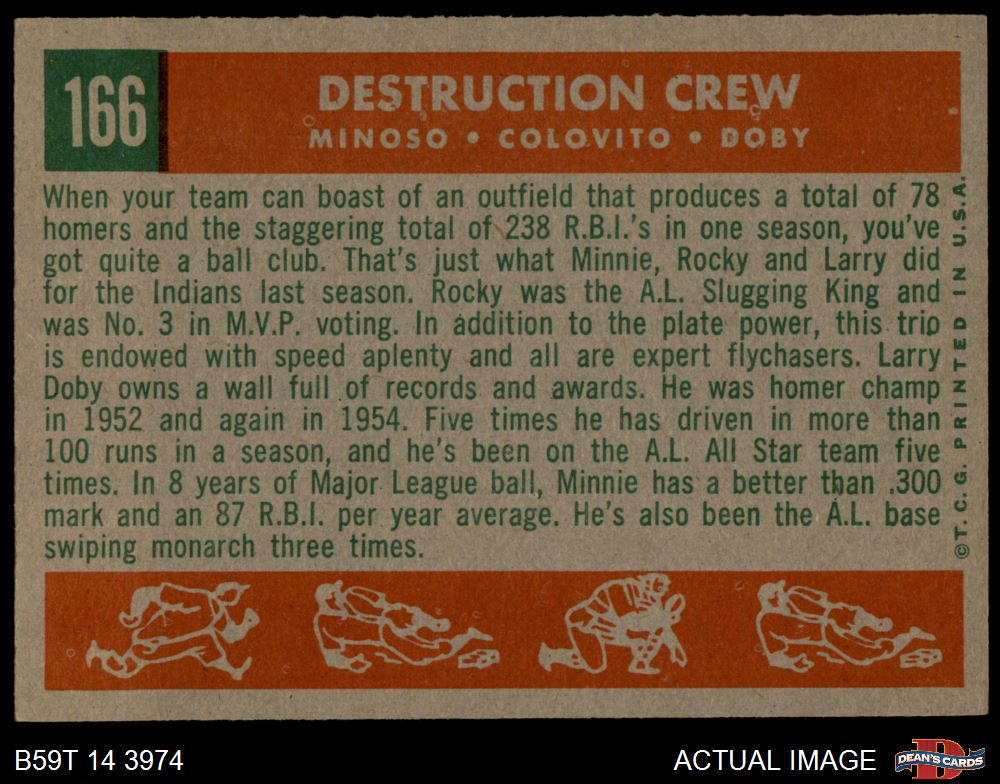 166
DESTRUCTION CREW
MINOSO • COLOVITO • DOBY
When your team can boast of an outfield that produces a total of 78
homers and the staggering total of 238 R.B.I.'s in one season, you've
got quite a ball club. That's just what Minnie, Rocky and Larry did
for the Indians last season. Rocky was the A.L. Slugging King and
was No. 3 in M.V.P. voting. In addition to the plate power, this trio
is endowed with speed aplenty and all are expert flychasers. Larry
Doby owns a wall full of records and awards. He was homer champ
in 1952 and again in 1954. Five times he has driven in more than
100 runs in a season, and he's been on the A.L. All Star team five
times. In 8 years of Major League ball, Minnie has a better than .300
mark and an 87 R.B.I. per year average. He's also been the A.L. base
swiping monarch three times.
©T.C.G. PRINTED IN U.S.A.
B59T 14 3974
ACTUAL IMAGE
D
DEAN'S CARDS